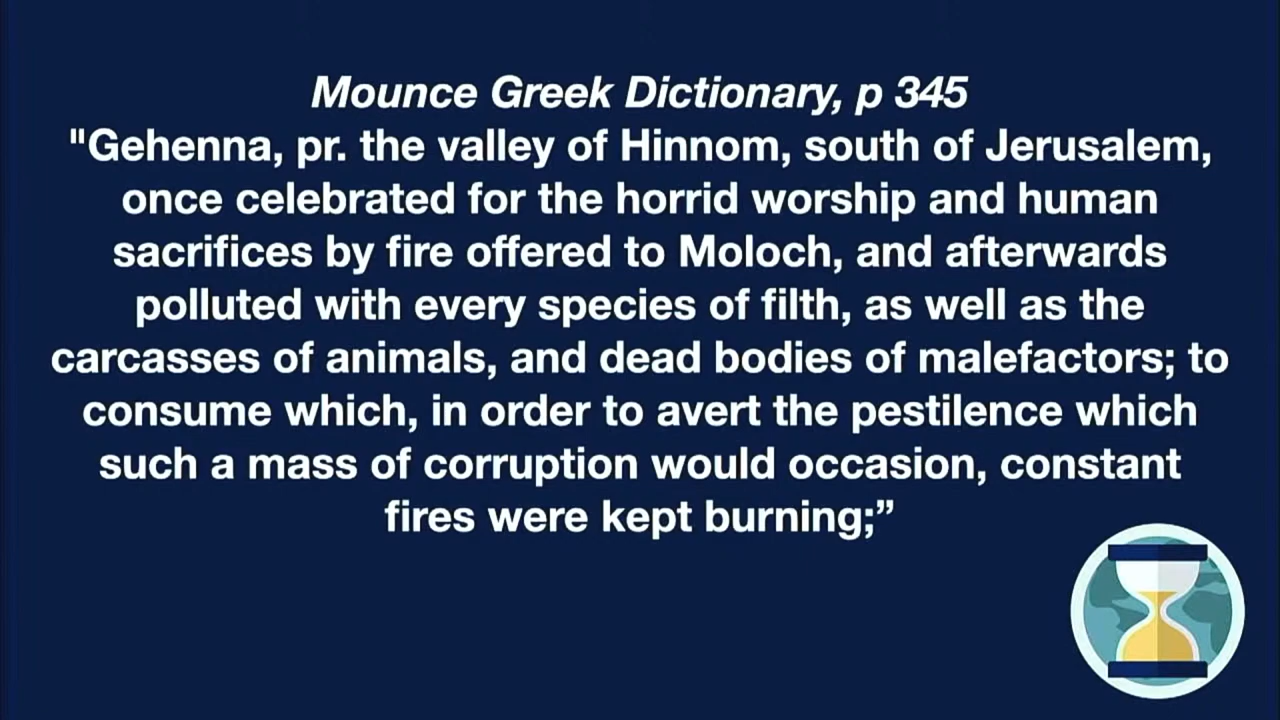 Mounce Greek Dictionary, p 345
"Gehenna, pr. the valley of Hinnom, south of Jerusalem,
once celebrated for the horrid worship and human
sacrifices by fire offered to Moloch, and afterwards
polluted with every species of filth, as well as the
carcasses of animals, and dead bodies of malefactors; to
consume which, in order to avert the pestilence which
such a mass of corruption would occasion, constant
fires were kept burning;”